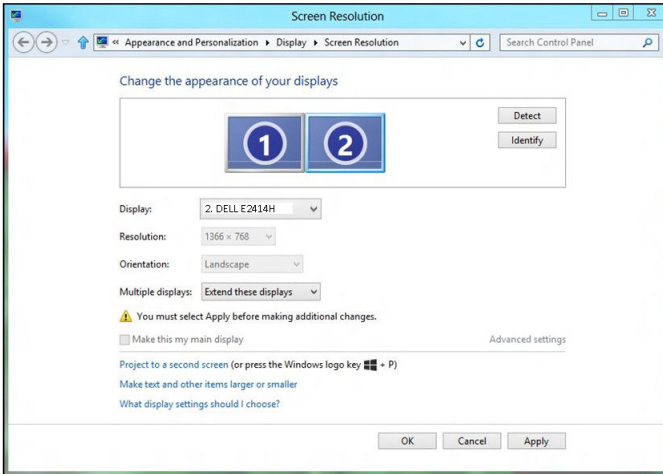 Screen Resolution
« Appearance and Personalization ▸ Display ▸ Screen Resolution
Search Control Panel
Change the appearance of your displays
1 2
Detect
Identify
Display: 2. DELL E2414H
Resolution: 1366 × 768
Orientation: Landscape
Multiple displays: Extend these displays
You must select Apply before making additional changes.
Make this my main display Advanced settings
Project to a second screen (or press the Windows logo key + P)
Make text and other items larger or smaller
What display settings should I choose?
OK Cancel Apply